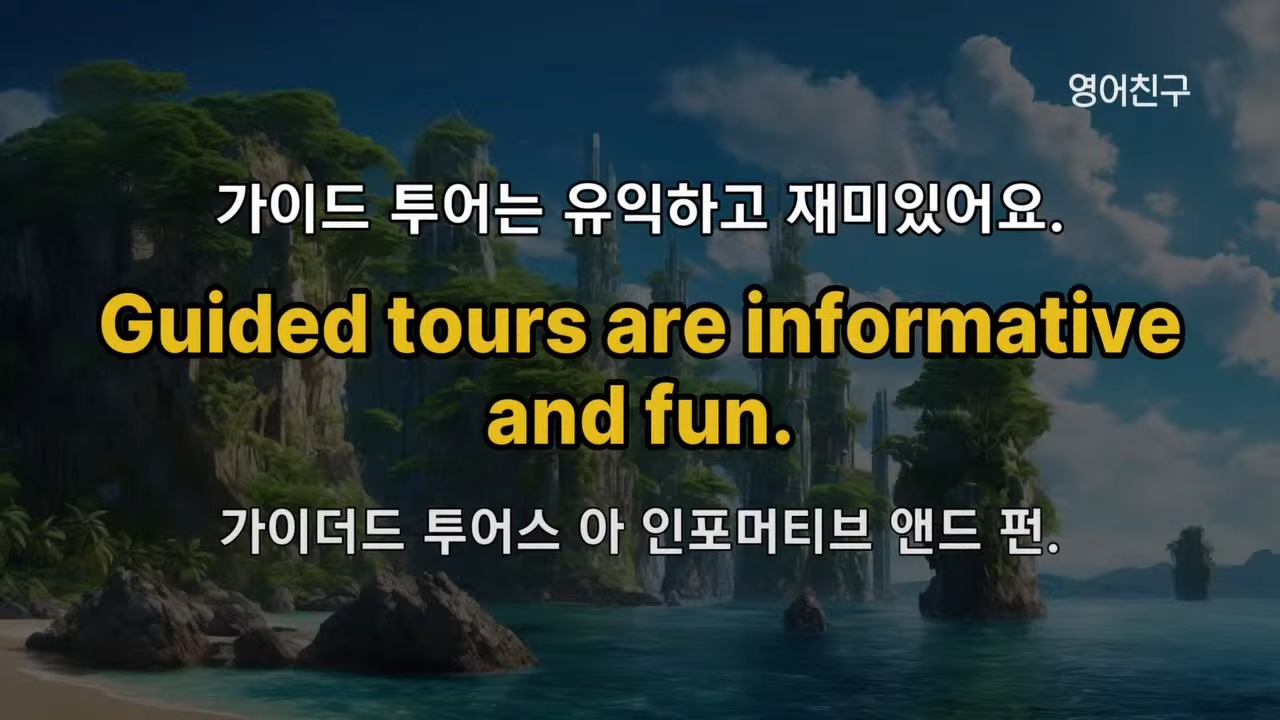 영어친구
가이드 투어는 유익하고 재미있어요.
Guided tours are informative
and fun.
가이더드 투어스 아 인포머티브 앤드 펀.